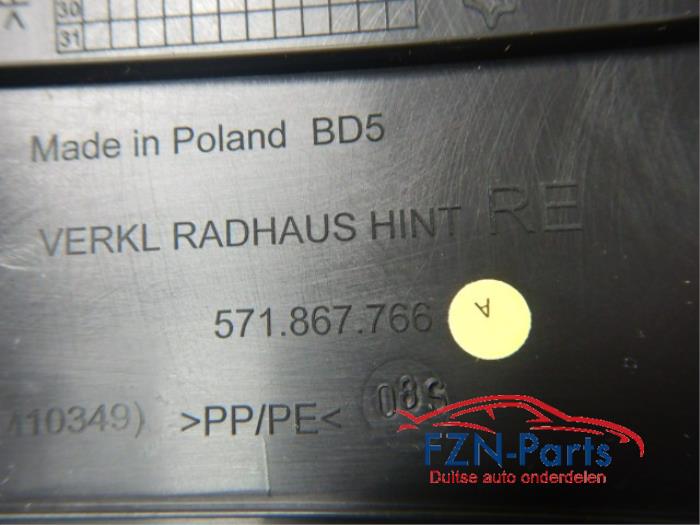 30
31
Made in Poland BD5
VERKL RADHAUS HINT RE
571.867.766 A
410349) >PP/PE<
FZN-Parts
Duitse auto onderdelen